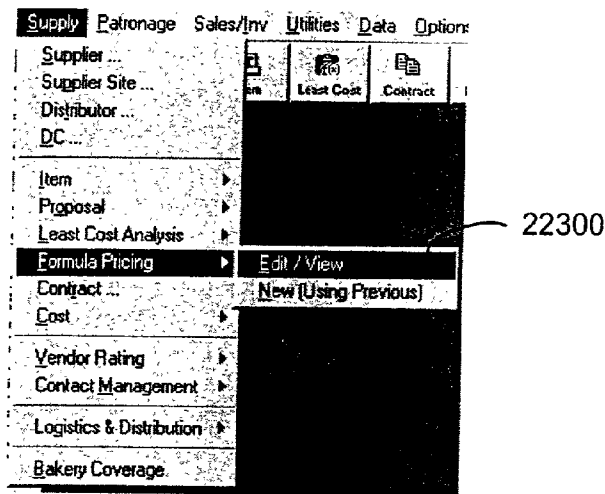 Supply Patronage Sales/Inv Utilities Data Option
Supplier ...
Supplier Site ...
Distributor ...
DC ...
Least Cost Contract
Item
Proposal
Least Cost Analysis
Formula Pricing
Edit / View
22300
Contract ...
New (Using Previous)
Cost
Vendor Rating
Contact Management
Logistics & Distribution
Bakery Coverage